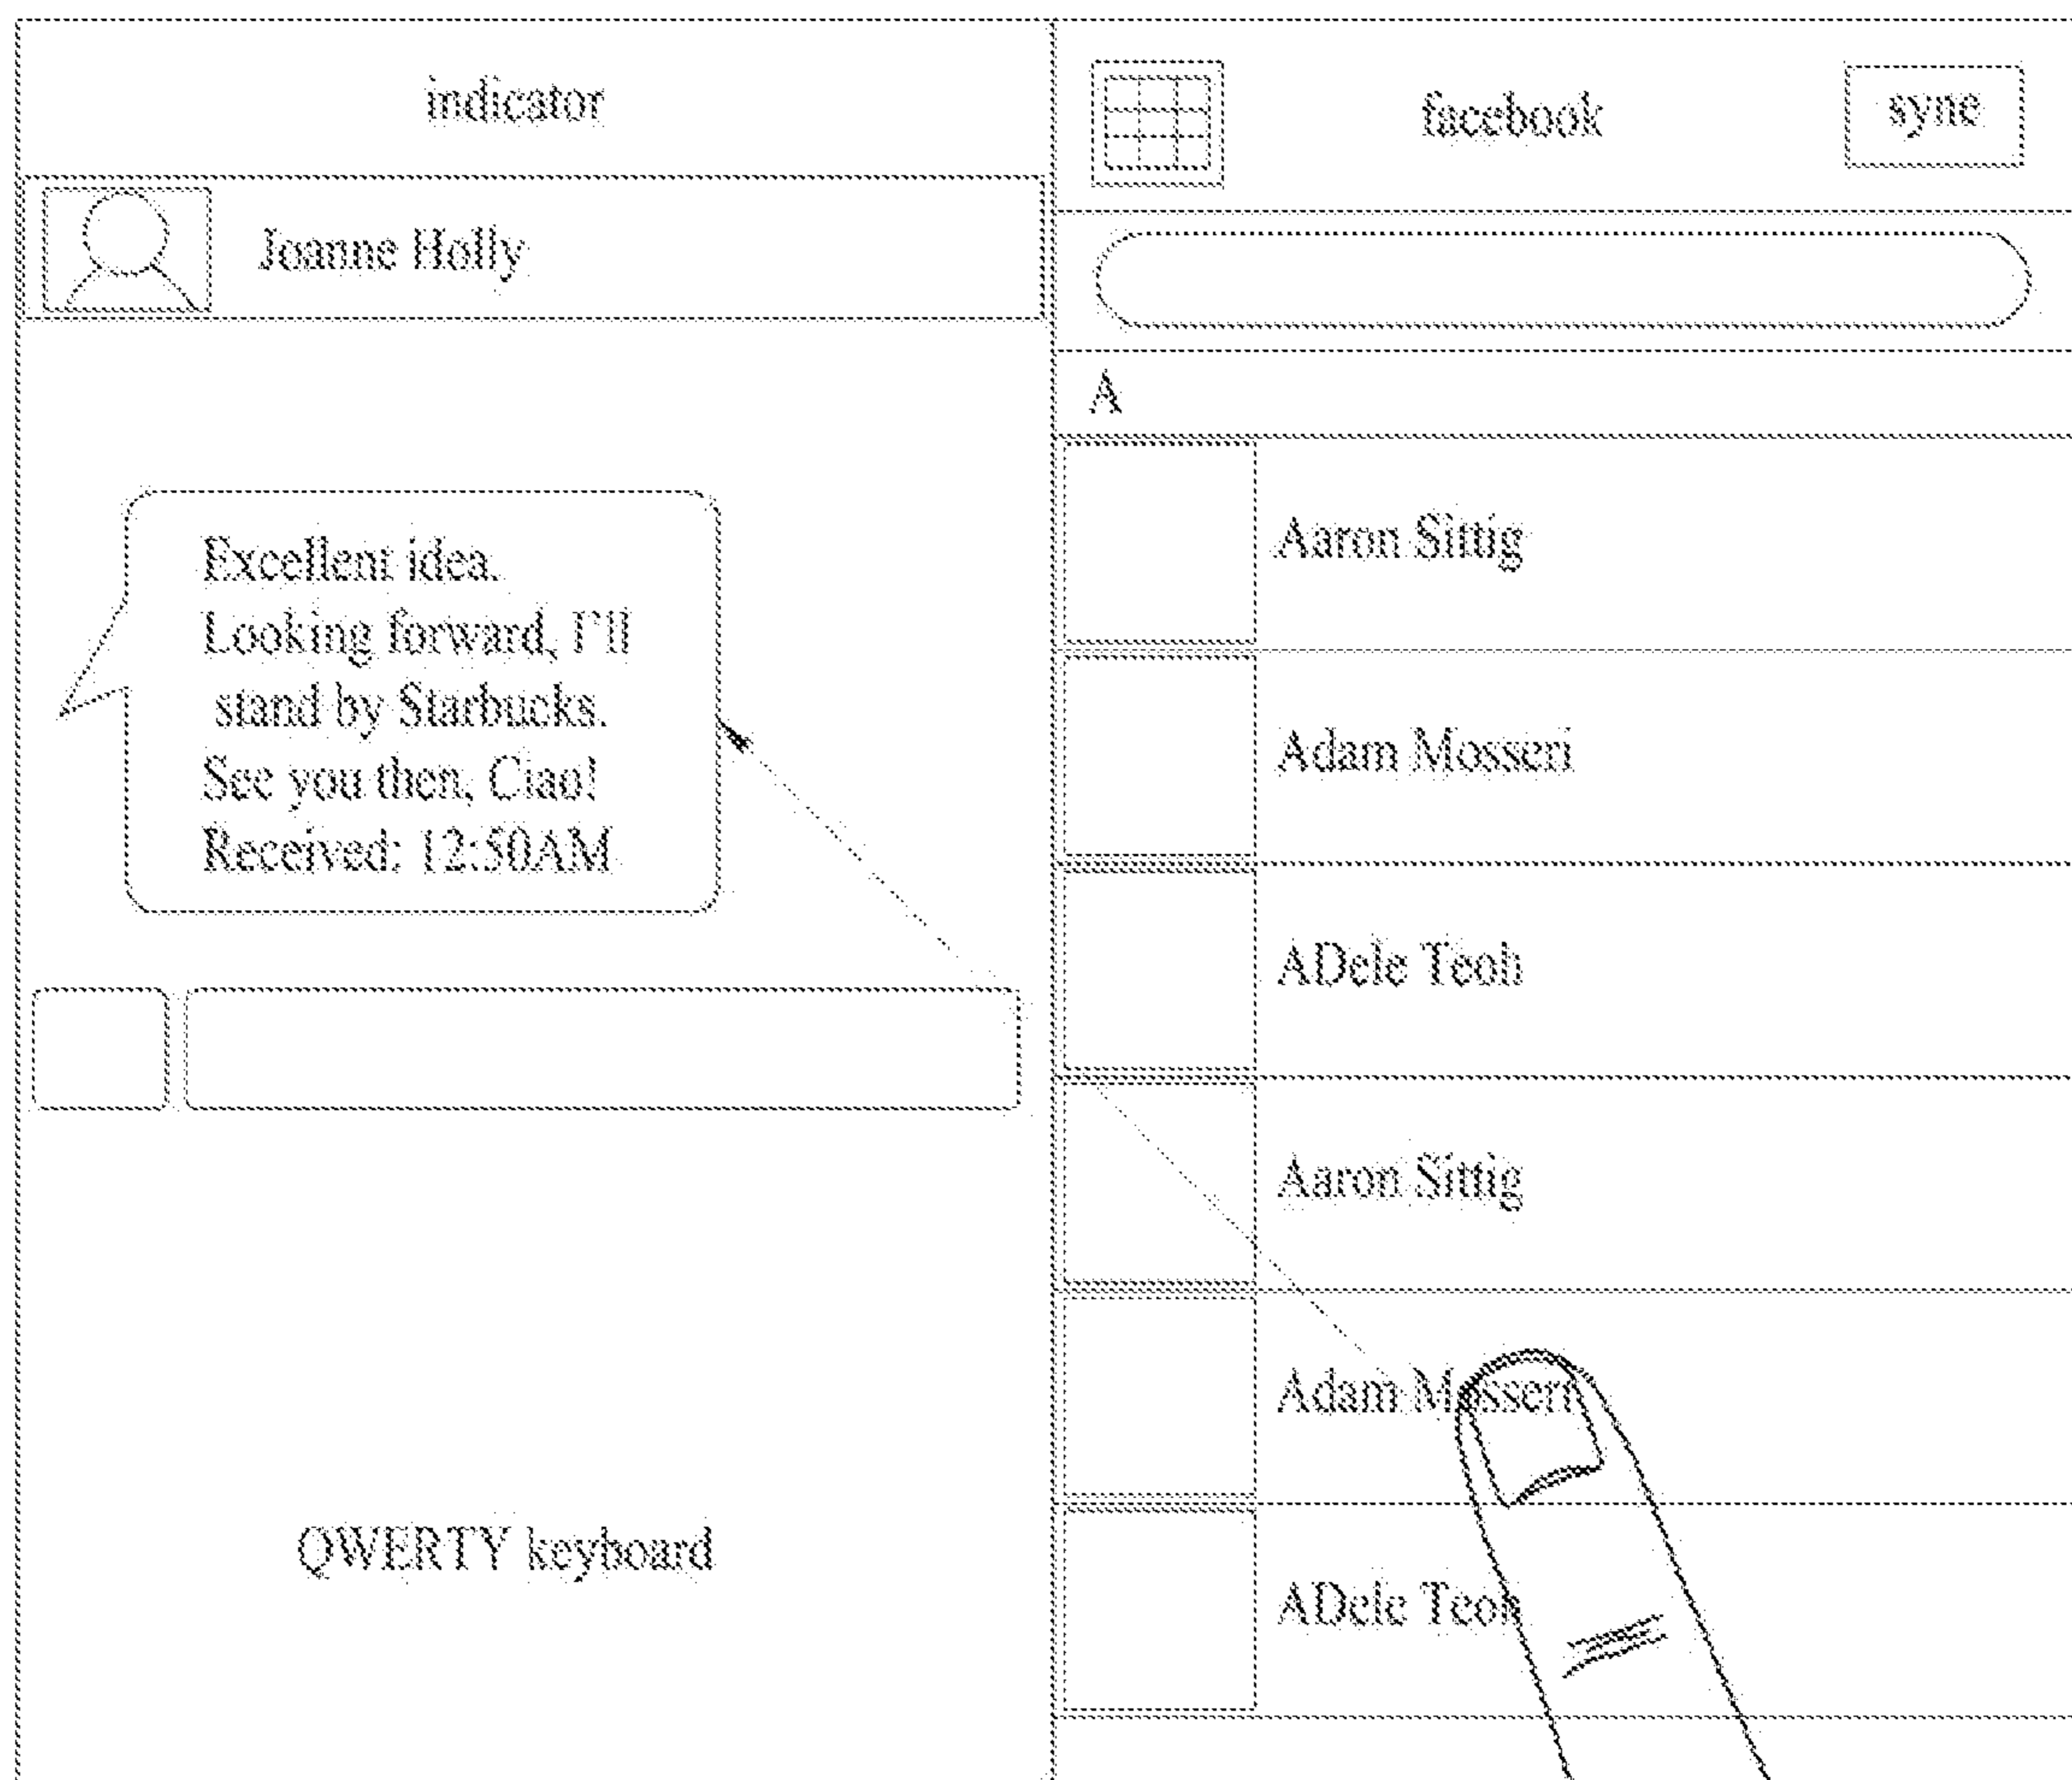 indicator
Joanne Holly
Excellent idea.
Looking forward, I'll
stand by Starbucks.
See you then, Ciao!
Received: 12:50AM
QWERTY keyboard
facebook
syne
A
Aaron Sittig
Adam Mosseri
ADele Teoh
Aaron Sittig
Adam Mosseri
ADele Teoh